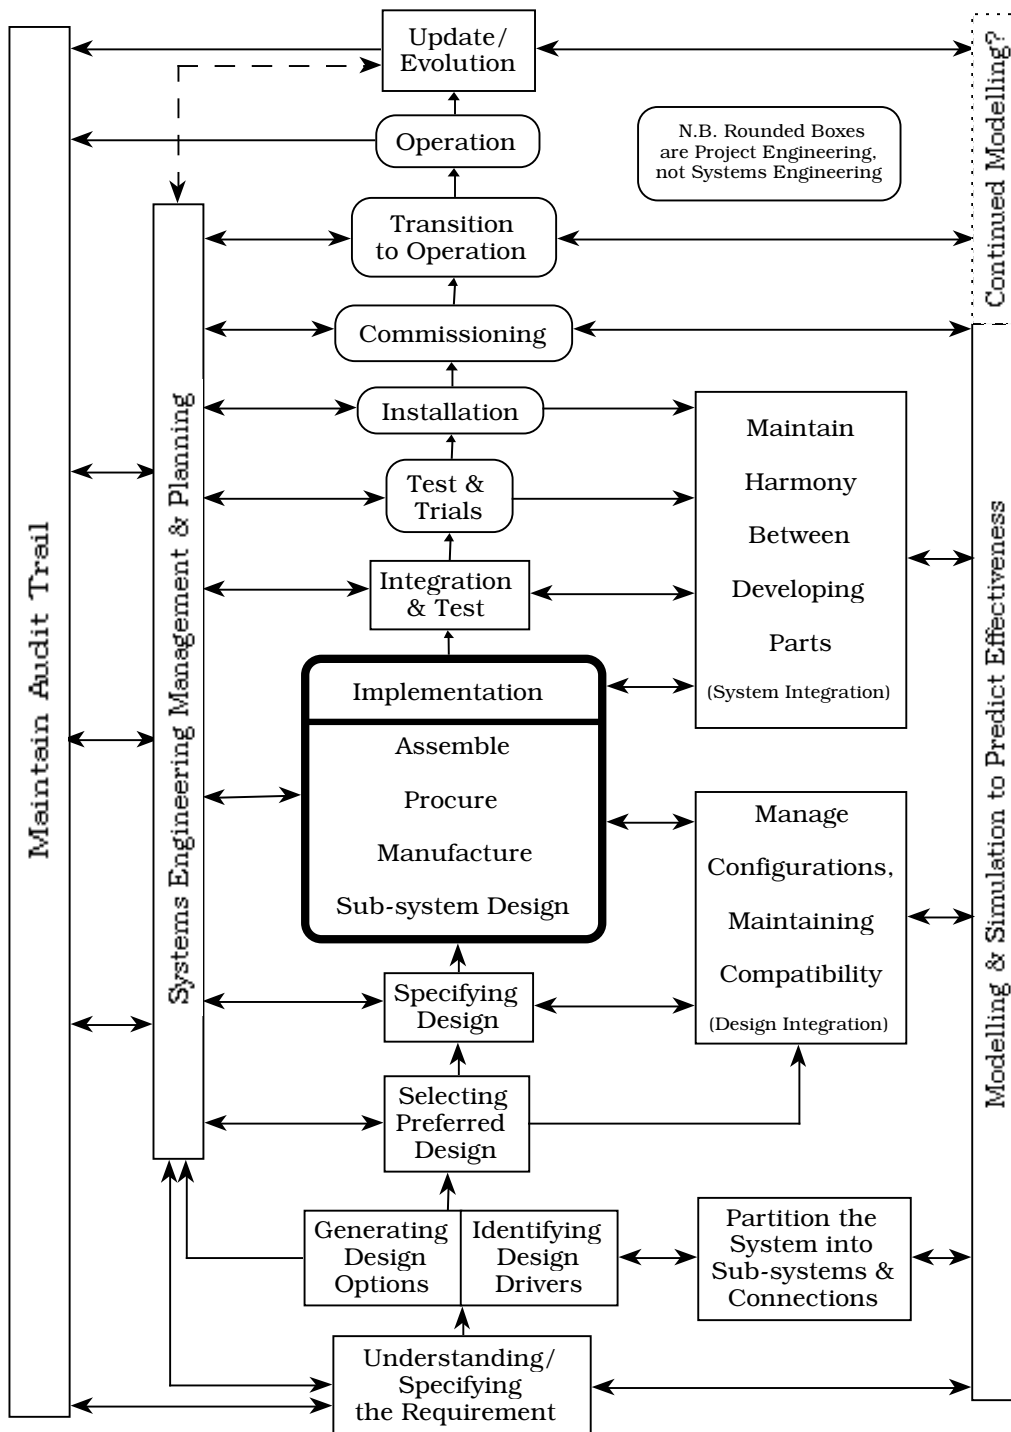 Update/
Evolution
Operation
N.B. Rounded Boxes
are Project Engineering,
not Systems Engineering
Transition
to Operation
Commissioning
Installation
Test &
Trials
Integration
& Test
Implementation
Assemble
Procure
Manufacture
Sub-system Design
Specifying
Design
Selecting
Preferred
Design
Generating
Design
Options
Identifying
Design
Drivers
Understanding/
Specifying
the Requirement
Maintain
Harmony
Between
Developing
Parts
(System Integration)
Manage
Configurations,
Maintaining
Compatibility
(Design Integration)
Partition the
System into
Sub-systems &
Connections
Maintain Audit Trail
Systems Engineering Management & Planning
Continued Modelling?
Modelling & Simulation to Predict Effectiveness